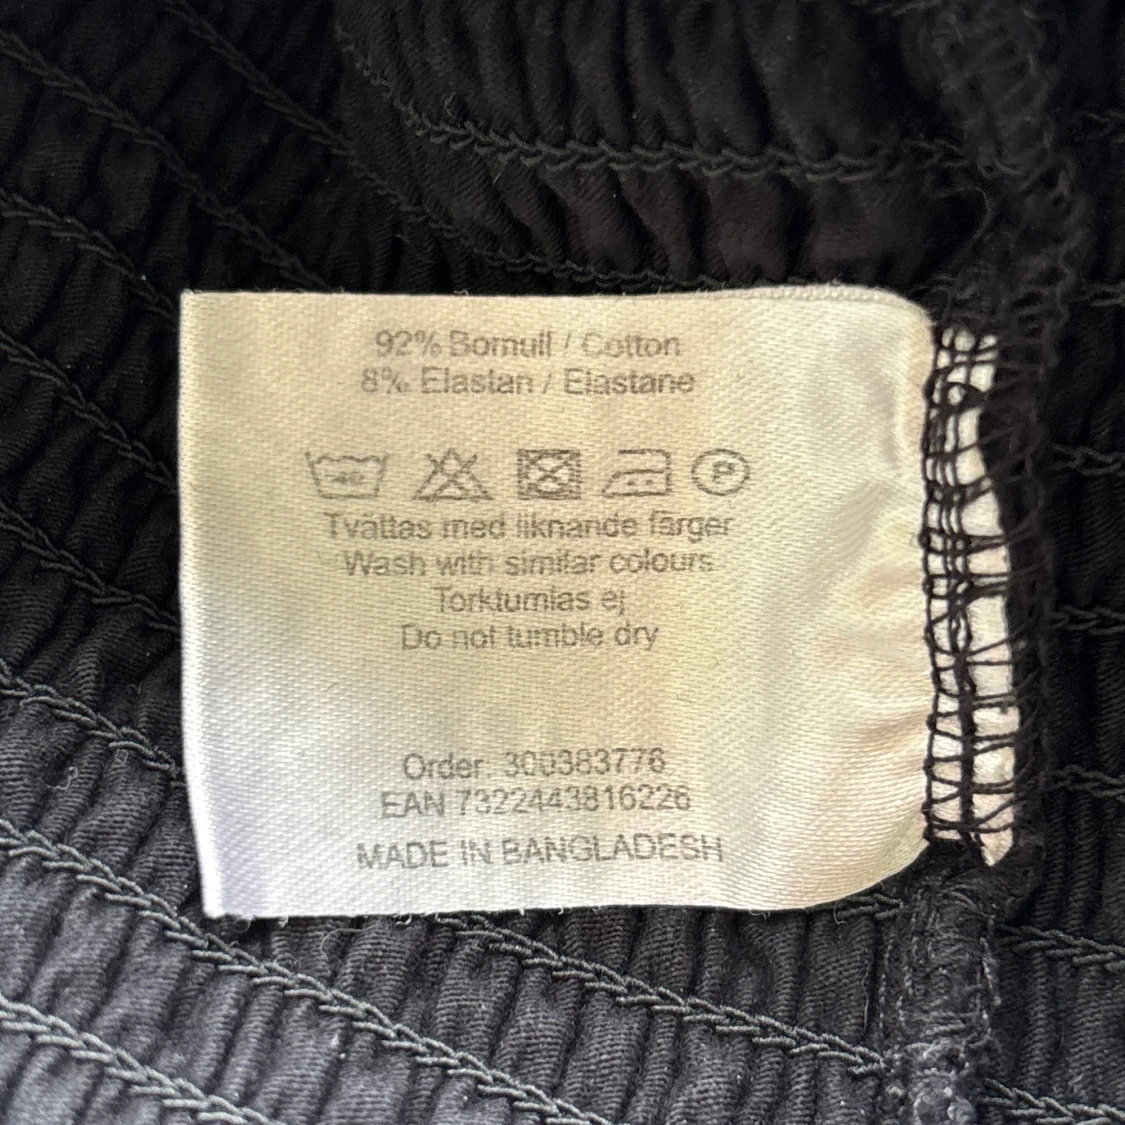 92% Bomull / Cotton
8% Elastan / Elastane
40
P
Tvättas med liknande färger
Wash with similar colours
Torktumlas ej
Do not tumble dry
Order: 300383776
EAN 7322443816226
MADE IN BANGLADESH